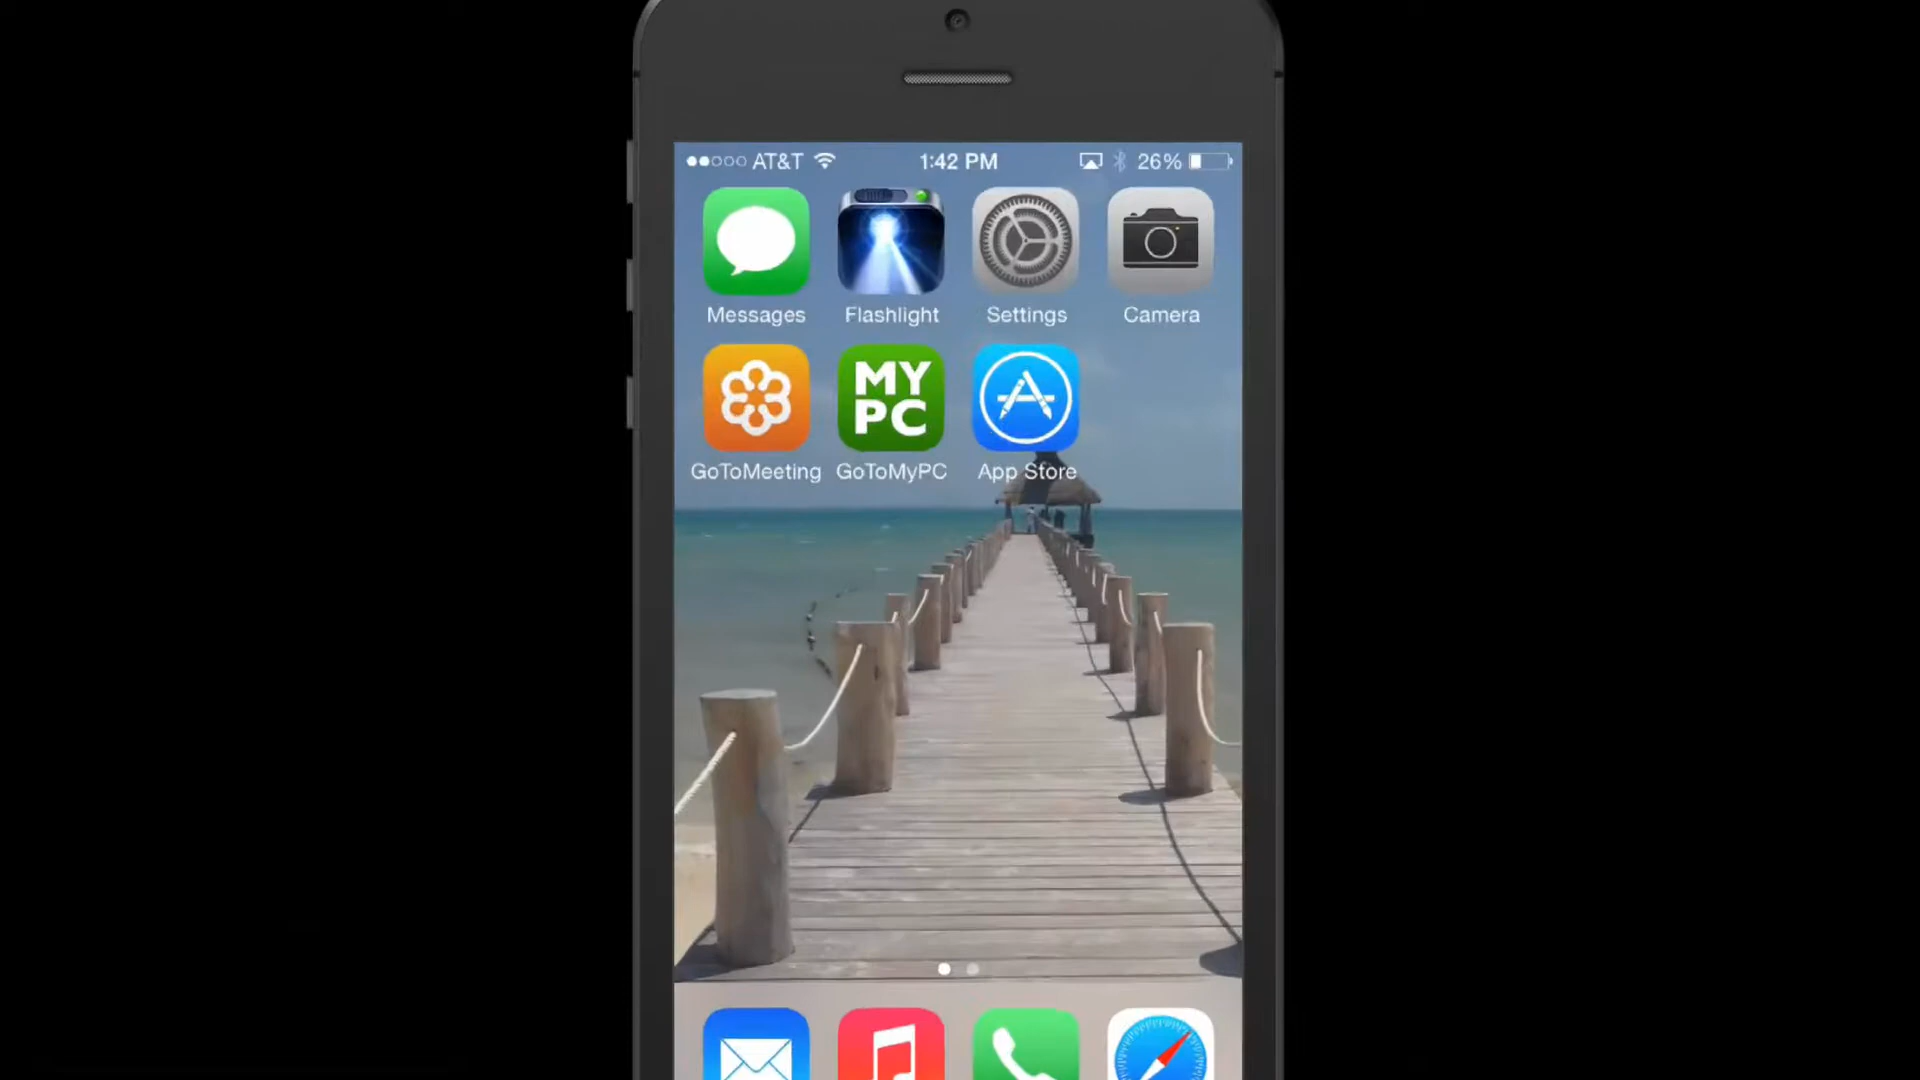 AT&T 1:42 PM 26%
Messages Flashlight Settings Camera
MY
PC
GoToMeeting GoToMyPC App Store